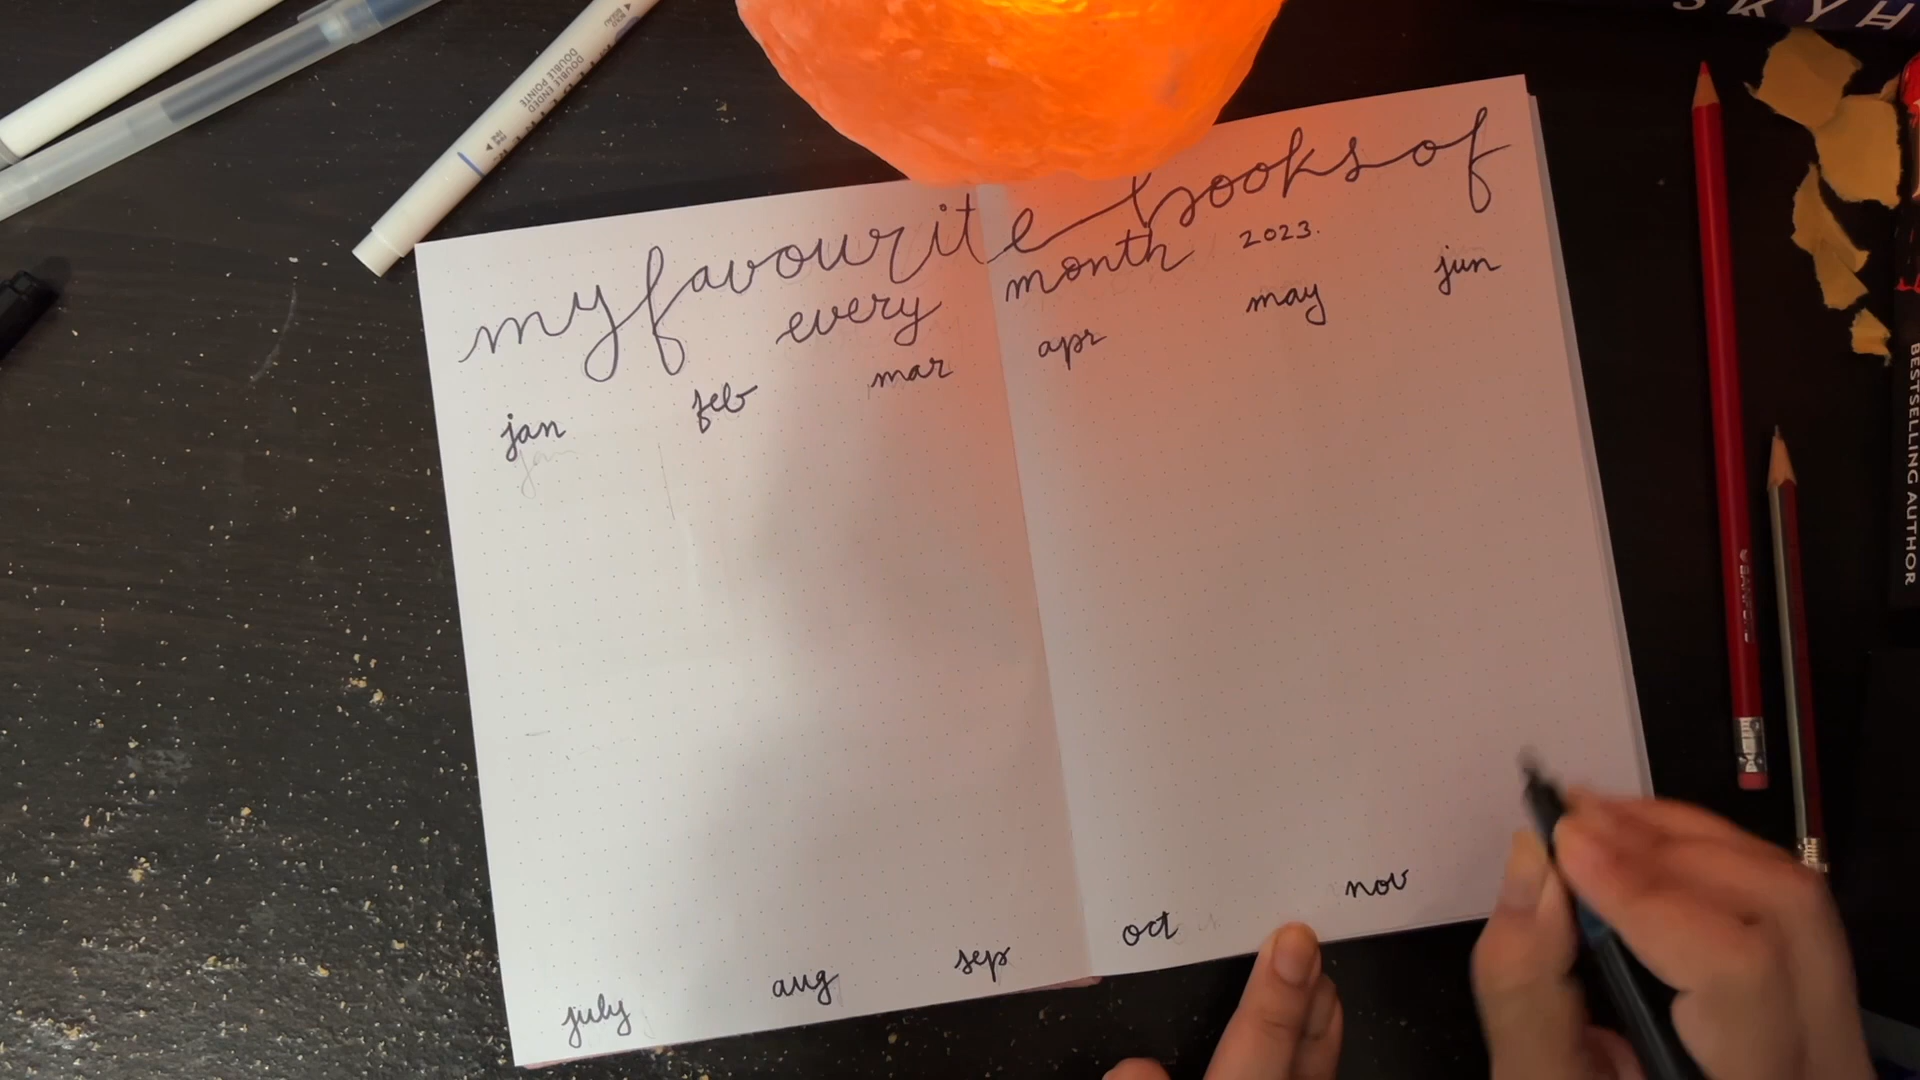 SKYH
DOUBLE ENDED
DOUBLE POINTE
my favourite books of
every month 2023.
jan feb mar apr may jun
july aug sep oct nov
BESTSELLING AUTHOR